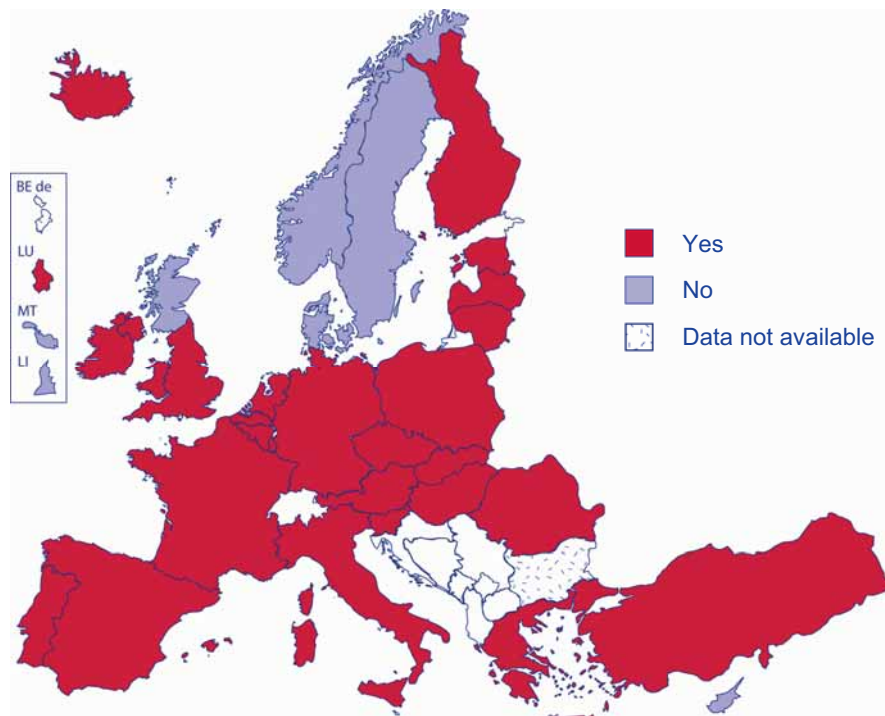 BE de
LU
MT
LI
Yes
No
Data not available